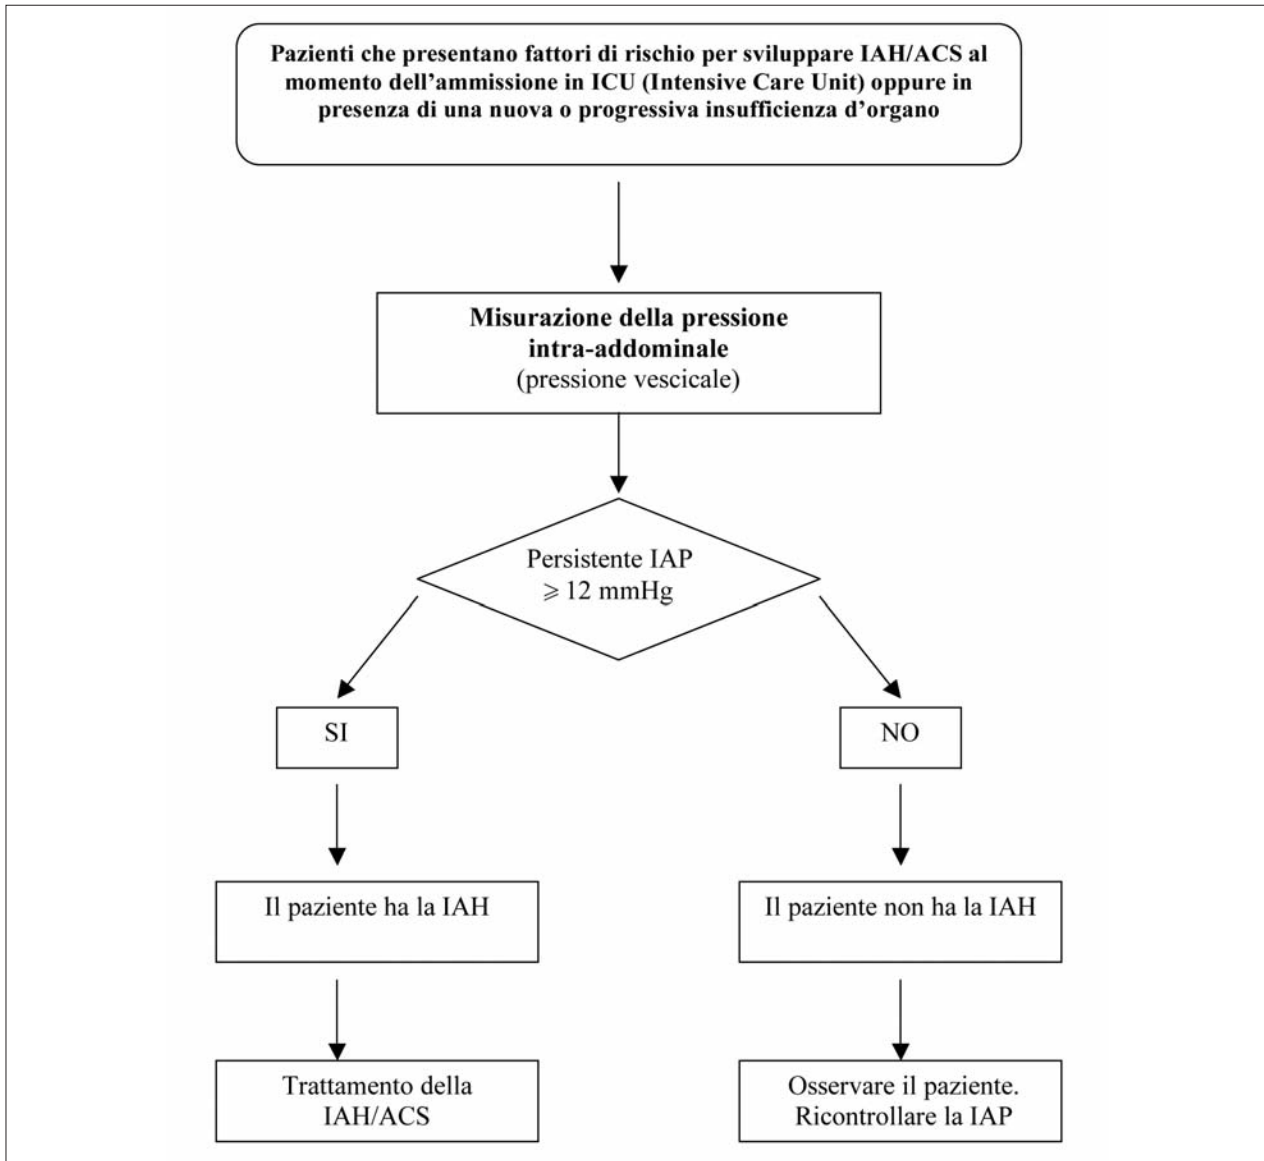 Pazienti che presentano fattori di rischio per sviluppare IAH/ACS al
momento dell’ammissione in ICU (Intensive Care Unit) oppure in
presenza di una nuova o progressiva insufficienza d’organo
Misurazione della pressione
intra-addominale
(pressione vescicale)
Persistente IAP
⩾ 12 mmHg
SI
NO
Il paziente ha la IAH
Il paziente non ha la IAH
Trattamento della
IAH/ACS
Osservare il paziente.
Ricontrollare la IAP